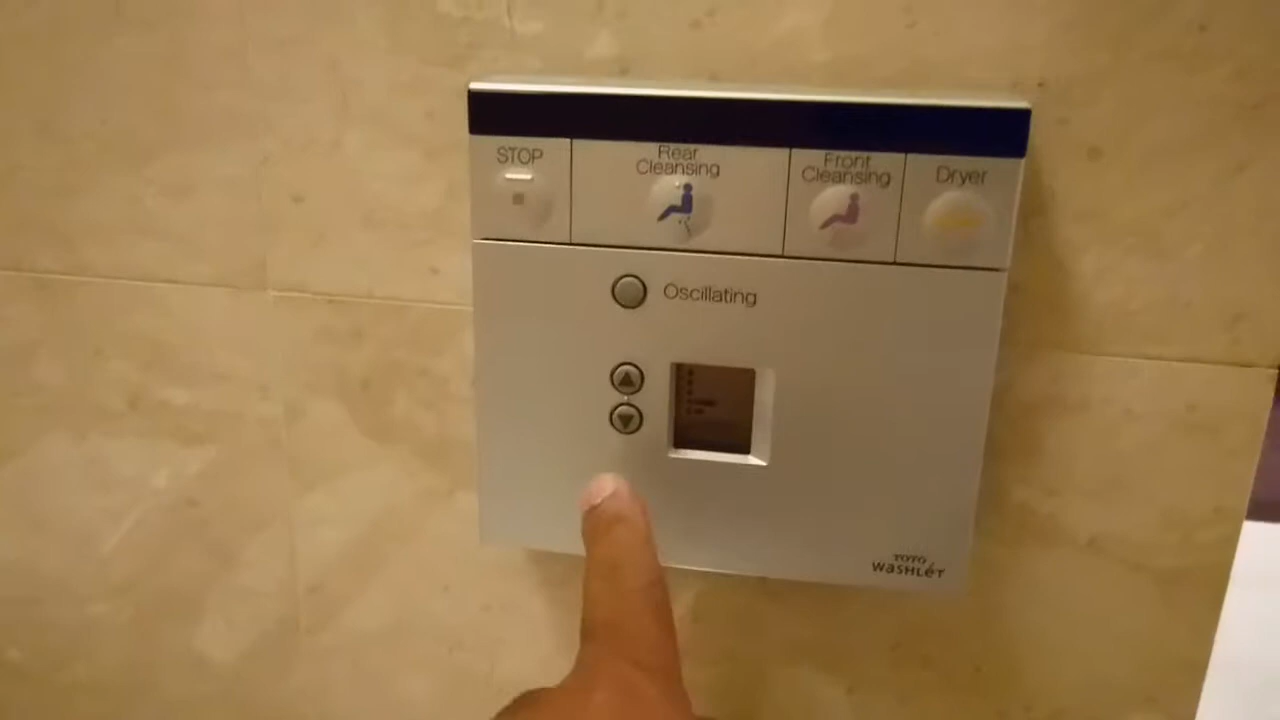 STOP
Rear
Cleansing
Front
Cleansing
Dryer
Oscillating
TOTO
WaSHLeT